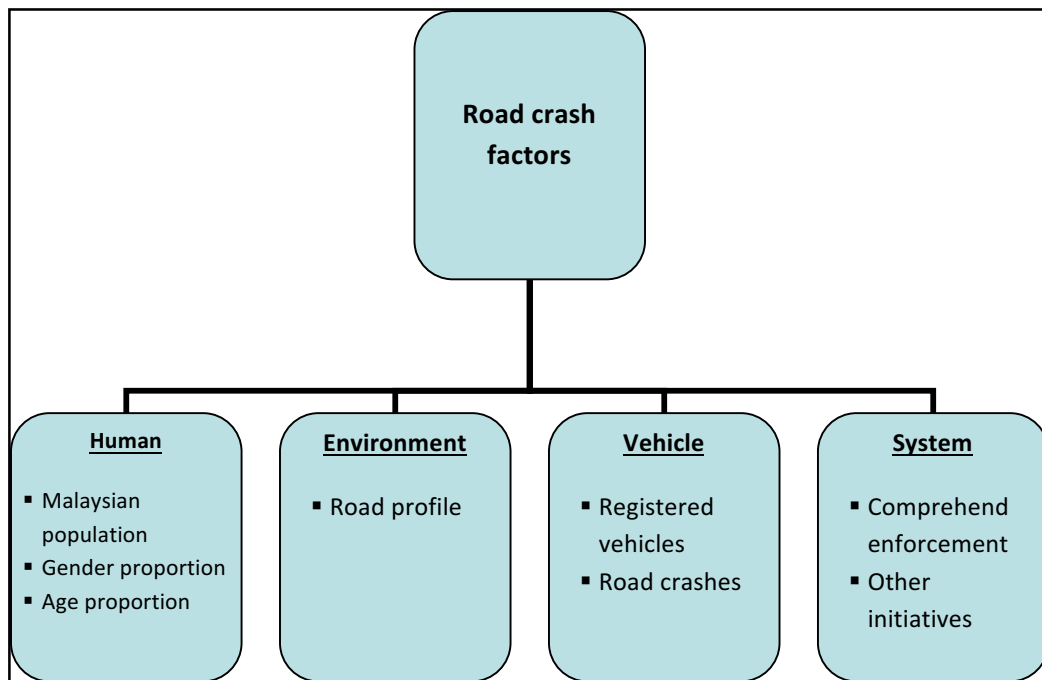 Road crash
factors
Human
▪ Malaysian
population
▪ Gender proportion
▪ Age proportion
Environment
▪ Road profile
Vehicle
▪ Registered
vehicles
▪ Road crashes
System
▪ Comprehend
enforcement
▪ Other
initiatives